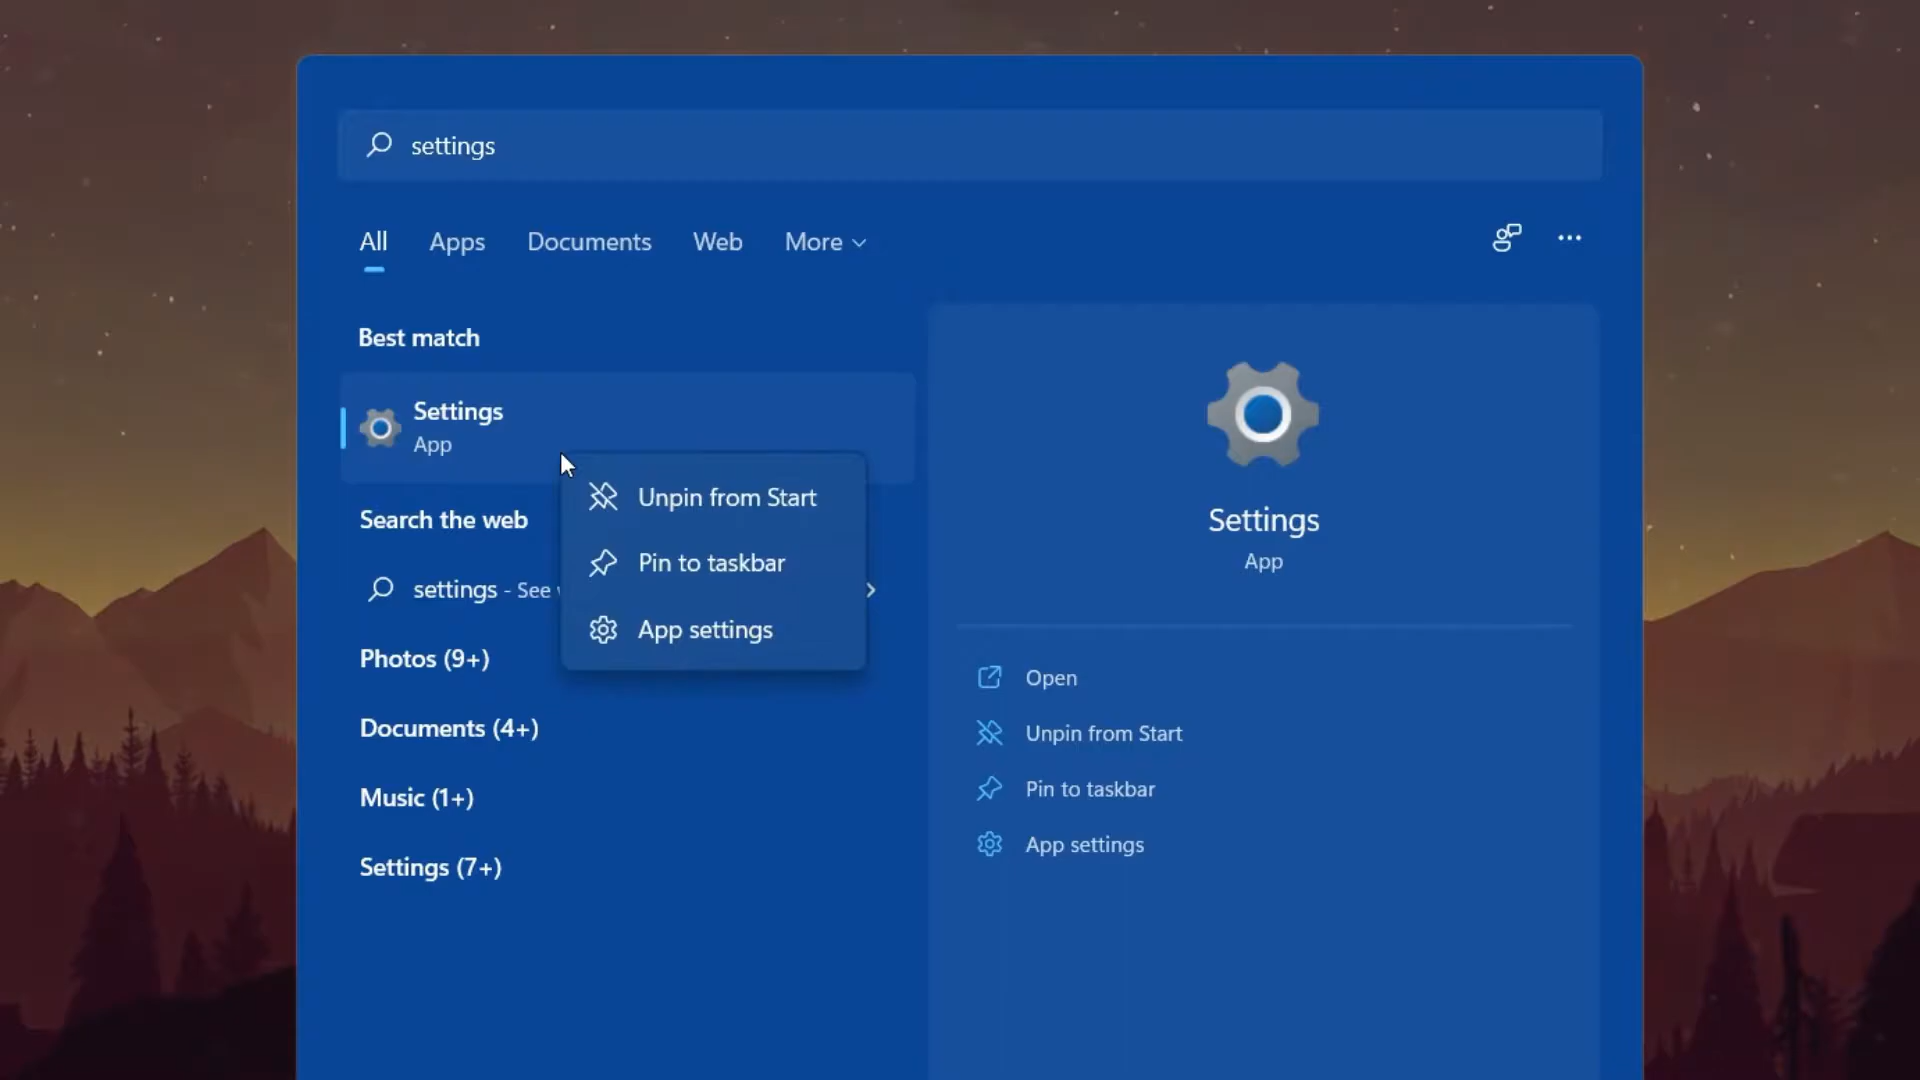 settings
All
Apps
Documents
Web
More
Best match
Settings
App
Search the web
settings - See
Photos (9+)
Documents (4+)
Music (1+)
Settings (7+)
Unpin from Start
Pin to taskbar
App settings
Settings
App
Open
Unpin from Start
Pin to taskbar
App settings